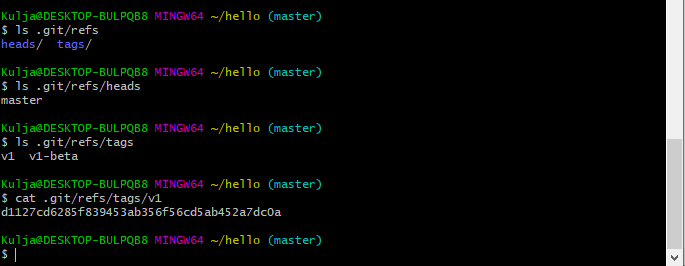 Kulja@DESKTOP-BULPQB8 MINGW64 ~/hello (master)
$ ls .git/refs
heads/  tags/
Kulja@DESKTOP-BULPQB8 MINGW64 ~/hello (master)
$ ls .git/refs/heads
master
Kulja@DESKTOP-BULPQB8 MINGW64 ~/hello (master)
$ ls .git/refs/tags
v1  v1-beta
Kulja@DESKTOP-BULPQB8 MINGW64 ~/hello (master)
$ cat .git/refs/tags/v1
d1127cd6285f839453ab356f56cd5ab452a7dc0a
Kulja@DESKTOP-BULPQB8 MINGW64 ~/hello (master)
$